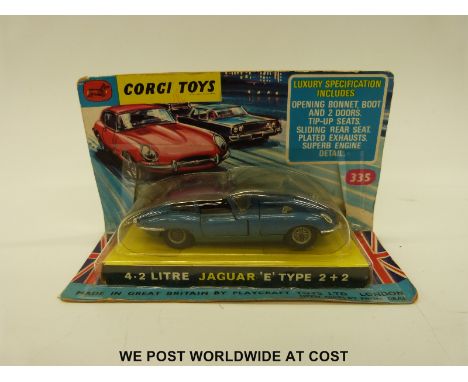 CORGI TOYS
LUXURY SPECIFICATION
INCLUDES
OPENING BONNET, BOOT
AND 2 DOORS.
TIP-UP SEATS.
SLIDING REAR SEAT.
PLATED EXHAUSTS.
SUPERB ENGINE
DETAIL.
335
4·2 LITRE JAGUAR 'E' TYPE 2+2
MADE IN GREAT BRITAIN BY PLAYCRAFT TOYS LTD. LONDON
WE POST WORLDWIDE AT COST